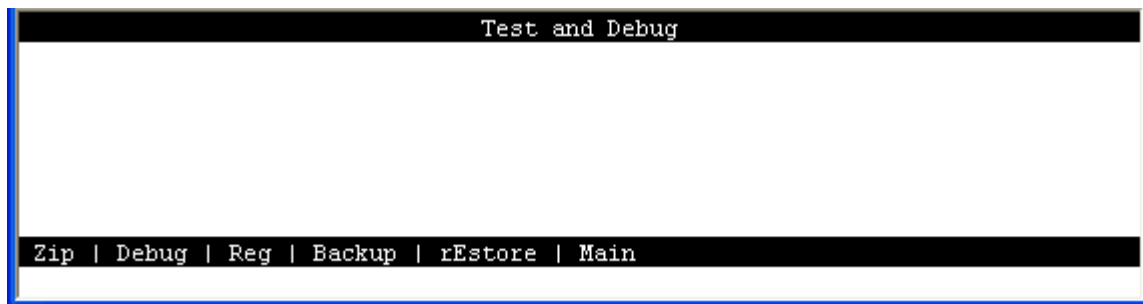 Test and Debug
Zip | Debug | Reg | Backup | rEstore | Main